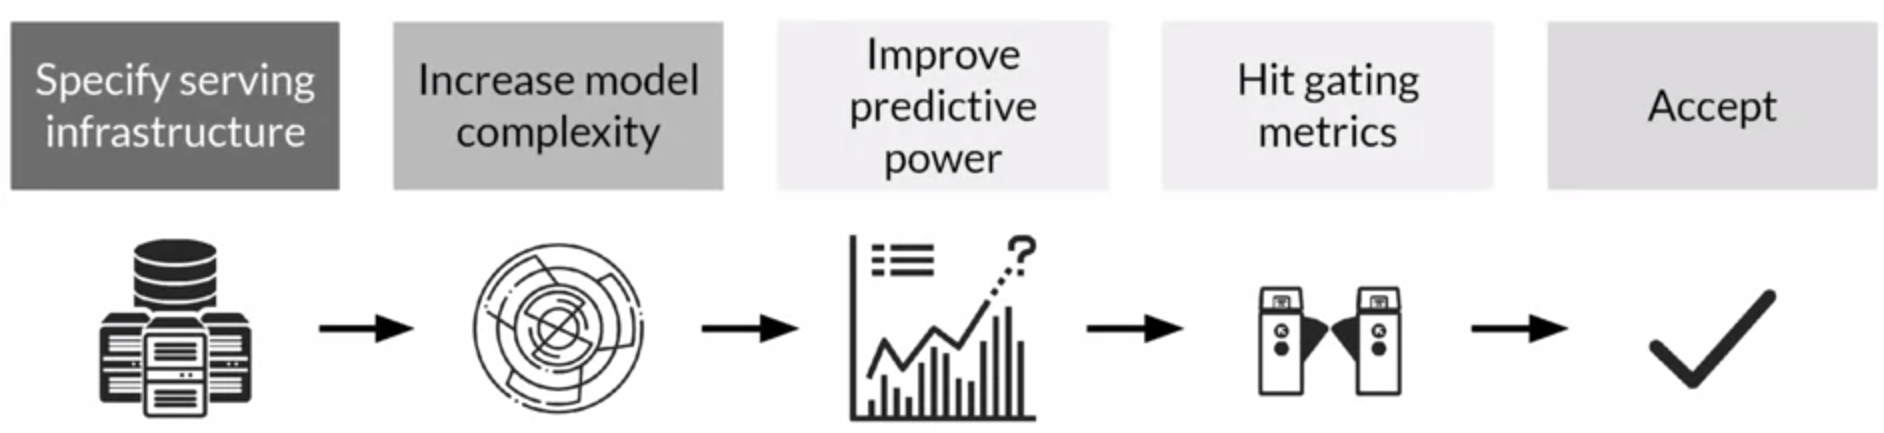 Specify serving
infrastructure
Increase model
complexity
Improve
predictive
power
Hit gating
metrics
Accept
?